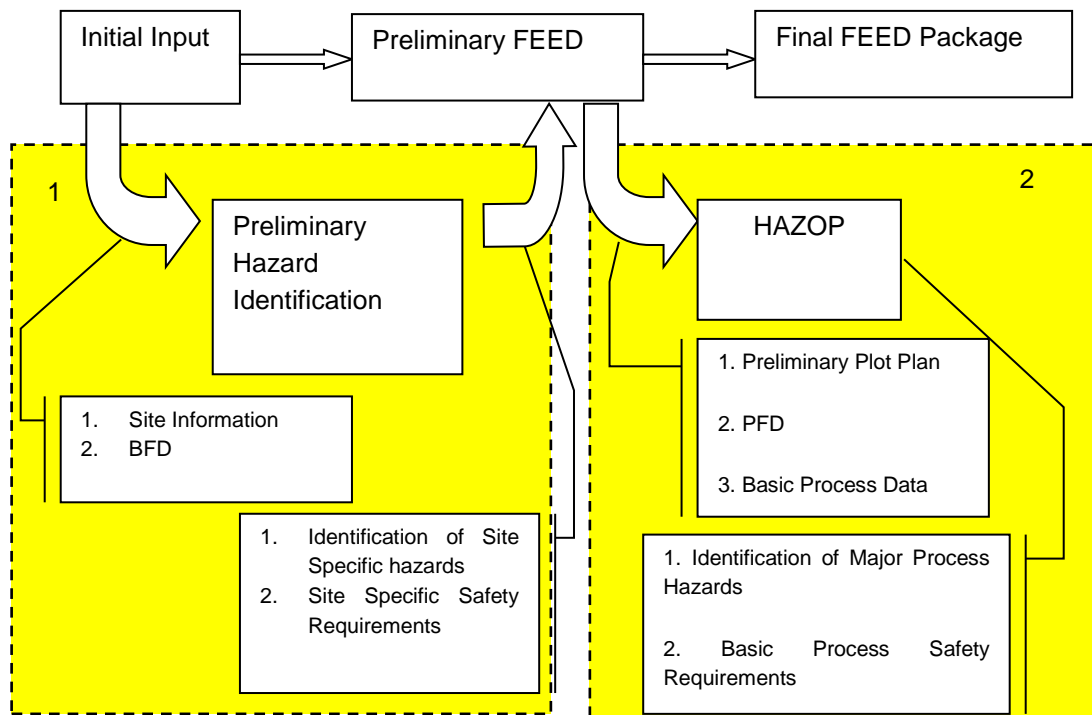 Initial Input
Preliminary FEED
Final FEED Package
1
Preliminary
Hazard
Identification
1. Site Information
2. BFD
1. Identification of Site
Specific hazards
2. Site Specific Safety
Requirements
2
HAZOP
1. Preliminary Plot Plan
2. PFD
3. Basic Process Data
1. Identification of Major Process
Hazards
2. Basic Process Safety
Requirements